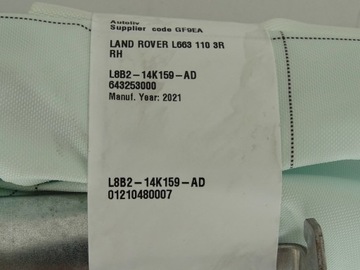 Autoliv
Supplier code GF9EA
LAND ROVER L663 110 3R
RH
L8B2-14K159-AD
643253000
Manuf. Year: 2021
L8B2-14K159-AD
01210480007